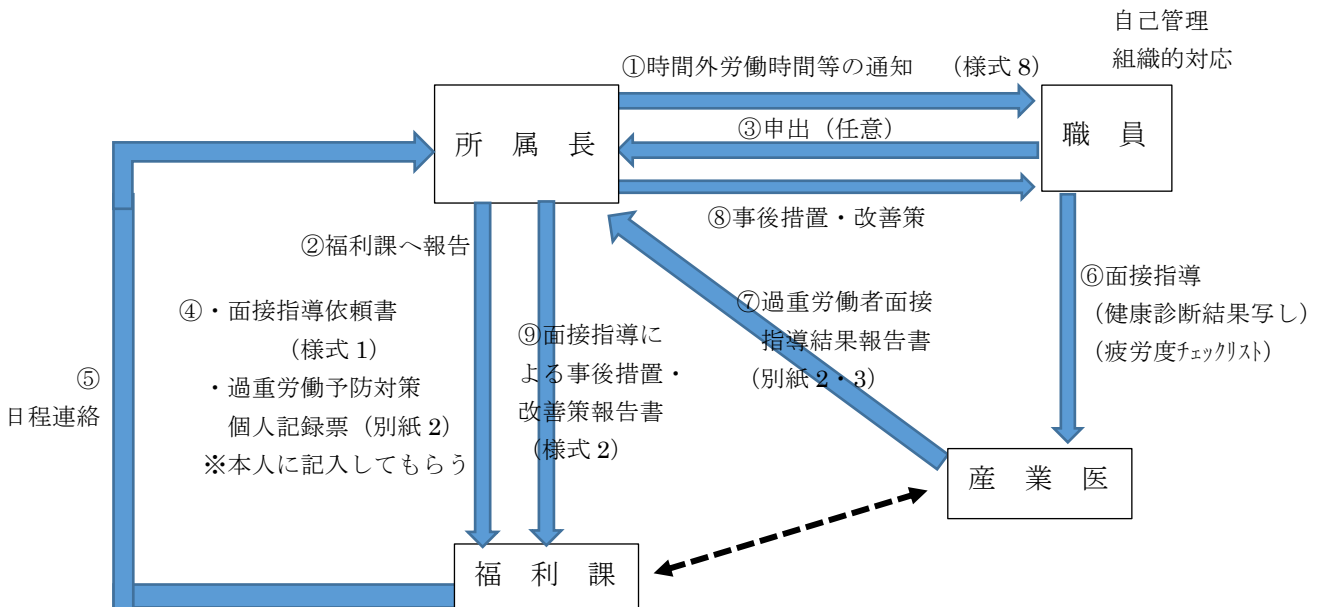 自己管理
組織的対応
①時間外労働時間等の通知 (様式 8)
所 属 長
③申出(任意)
職 員
⑧事後措置・改善策
②福利課へ報告
④・面接指導依頼書
(様式 1)
・過重労働予防対策
個人記録票(別紙 2)
※本人に記入してもらう
⑤
日程連絡
⑨面接指導に
よる事後措置・
改善策報告書
(様式 2)
⑦過重労働者面接
指導結果報告書
(別紙 2・3)
⑥面接指導
(健康診断結果写し)
(疲労度ﾁｪｯｸﾘｽﾄ)
産 業 医
福 利 課